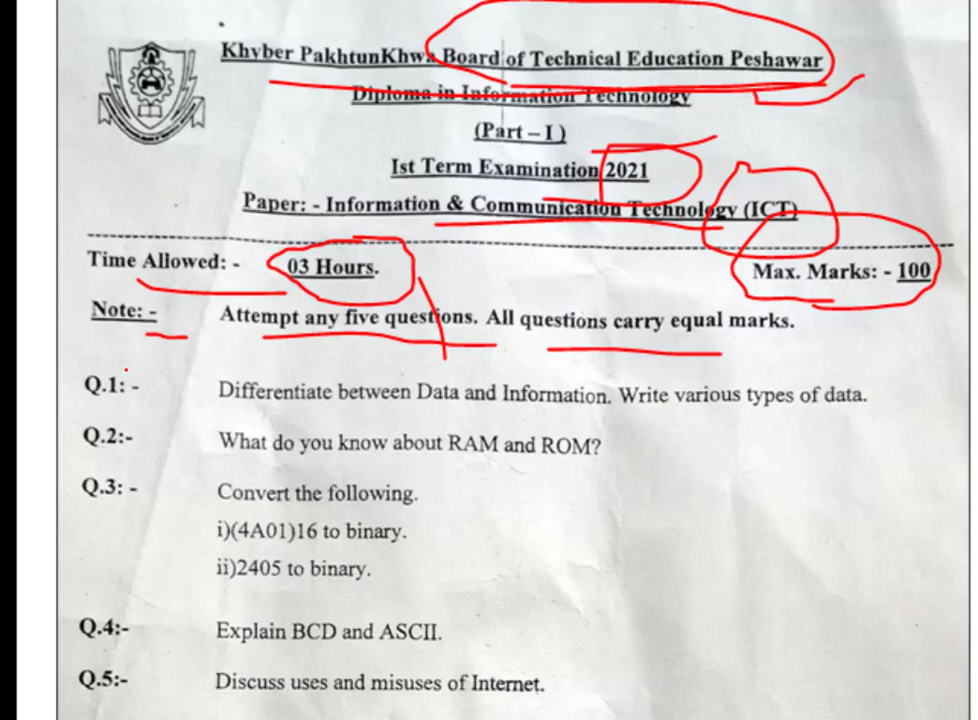 Khyber PakhtunKhwa Board of Technical Education Peshawar
Diploma in Information Technology
(Part – I)
Ist Term Examination 2021
Paper: - Information & Communication Technology (ICT)
Time Allowed: - 03 Hours. Max. Marks: - 100
Note: - Attempt any five questions. All questions carry equal marks.
Q.1: - Differentiate between Data and Information. Write various types of data.
Q.2:- What do you know about RAM and ROM?
Q.3: - Convert the following.
i)(4A01)16 to binary.
ii)2405 to binary.
Q.4:- Explain BCD and ASCII.
Q.5:- Discuss uses and misuses of Internet.